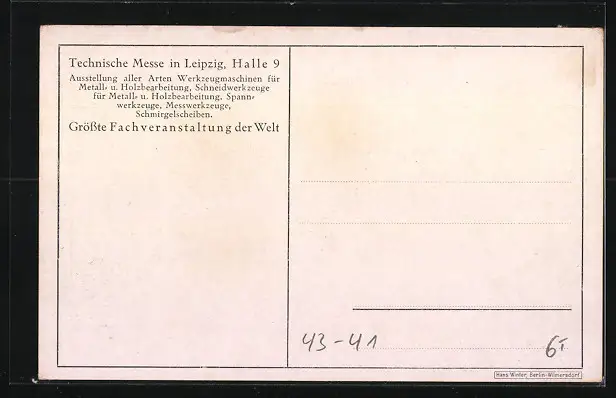 Technische Messe in Leipzig, Halle 9
Ausstellung aller Arten Werkzeugmaschinen für
Metall- u. Holzbearbeitung, Schneidwerkzeuge
für Metall- u. Holzbearbeitung, Spann-
werkzeuge, Messwerkzeuge,
Schmirgelscheiben.
Größte Fachveranstaltung der Welt
43-41
Hans Winter, Berlin-Wilmersdorf